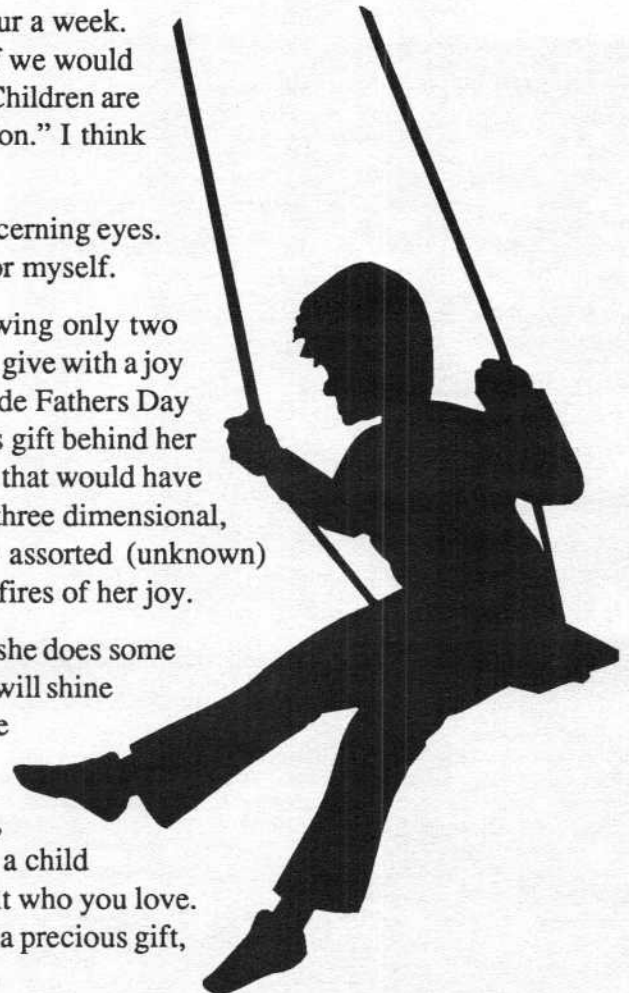 ur a week.
f we would
Children are
on.” I think
cerning eyes.
or myself.
wing only two
give with a joy
de Fathers Day
s gift behind her
that would have
three dimensional,
assorted (unknown)
fires of her joy.
she does some
will shine
e
a child
t who you love.
a precious gift,